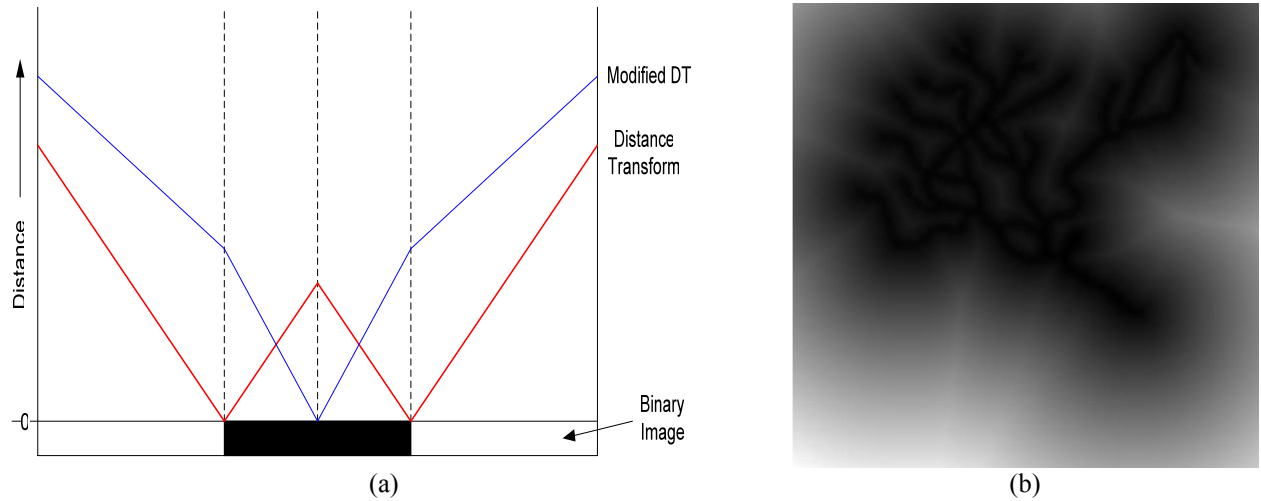 Modified DT
Distance
Transform
Distance
0
Binary
Image
(a)
(b)